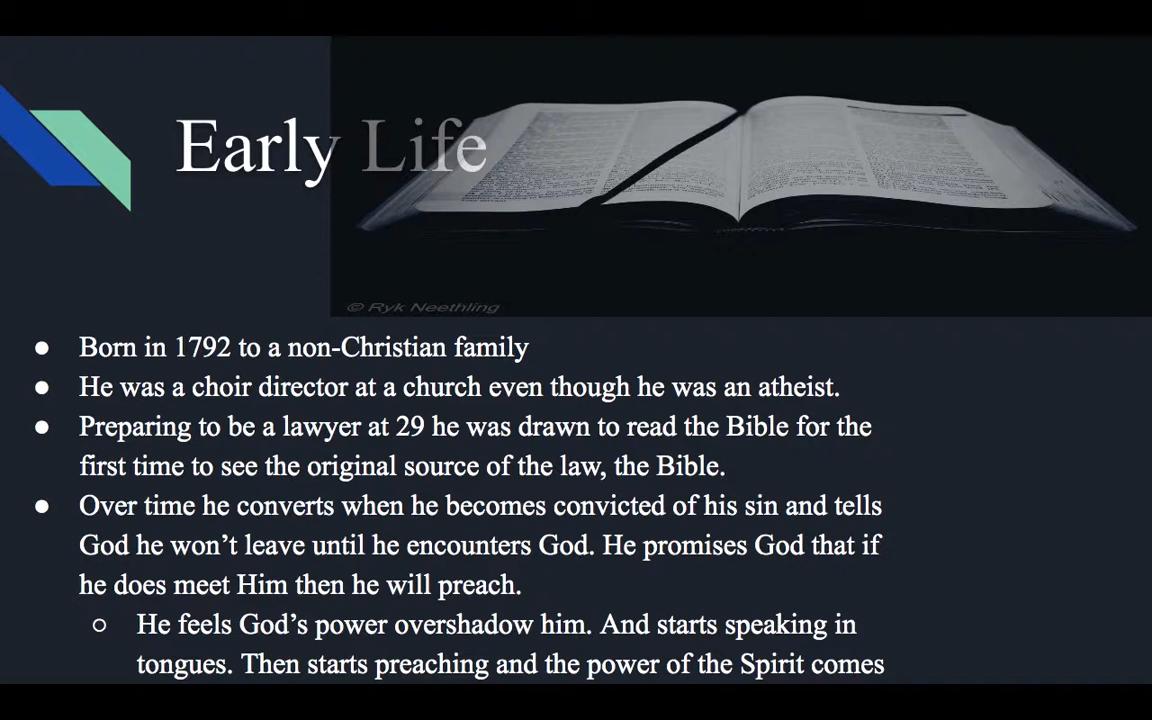 Early Life
© Ryk Neethling
● Born in 1792 to a non-Christian family
● He was a choir director at a church even though he was an atheist.
● Preparing to be a lawyer at 29 he was drawn to read the Bible for the
first time to see the original source of the law, the Bible.
● Over time he converts when he becomes convicted of his sin and tells
God he won’t leave until he encounters God. He promises God that if
he does meet Him then he will preach.
○ He feels God’s power overshadow him. And starts speaking in
tongues. Then starts preaching and the power of the Spirit comes